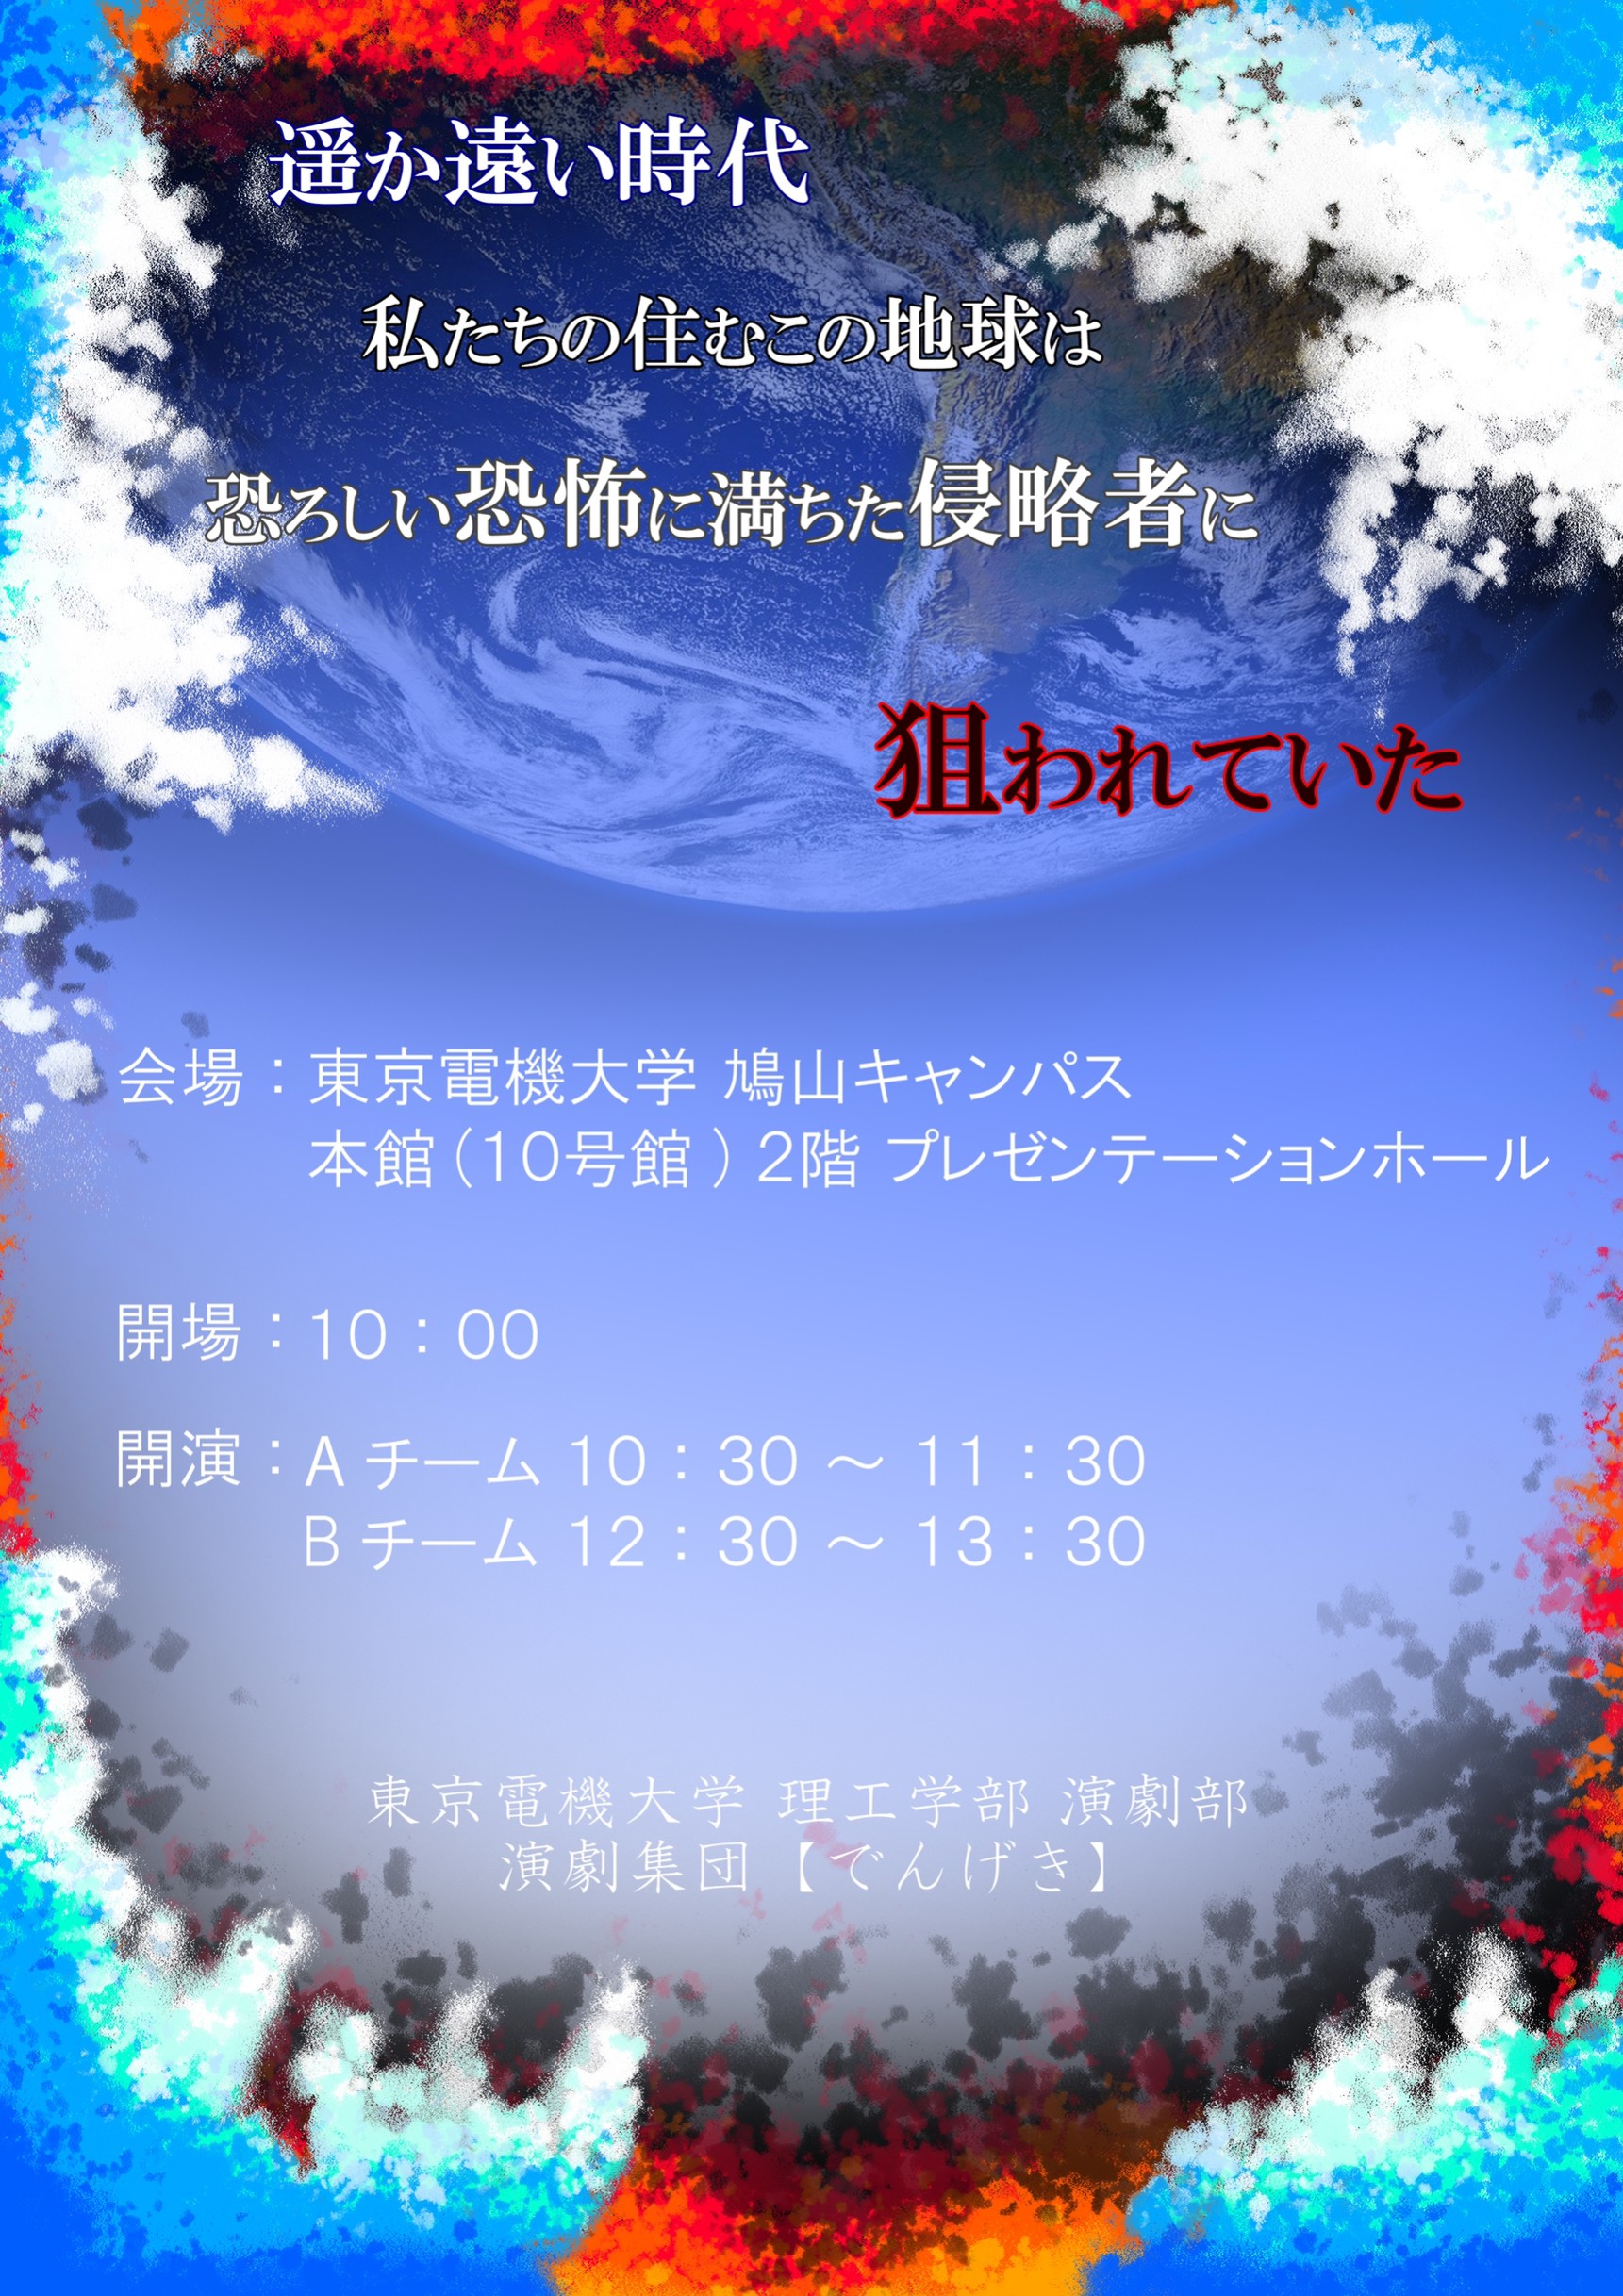 遥か遠い時代
私たちの住むこの地球は
恐ろしい恐怖に満ちた侵略者に
狙われていた
会場：東京電機大学 鳩山キャンパス
本館(10号館)2階 プレゼンテーションホール
開場：10：00
開演：Aチーム 10：30 ～ 11：30
Bチーム 12：30 ～ 13：30
東京電機大学 理工学部 演劇部
演劇集団【でんげき】